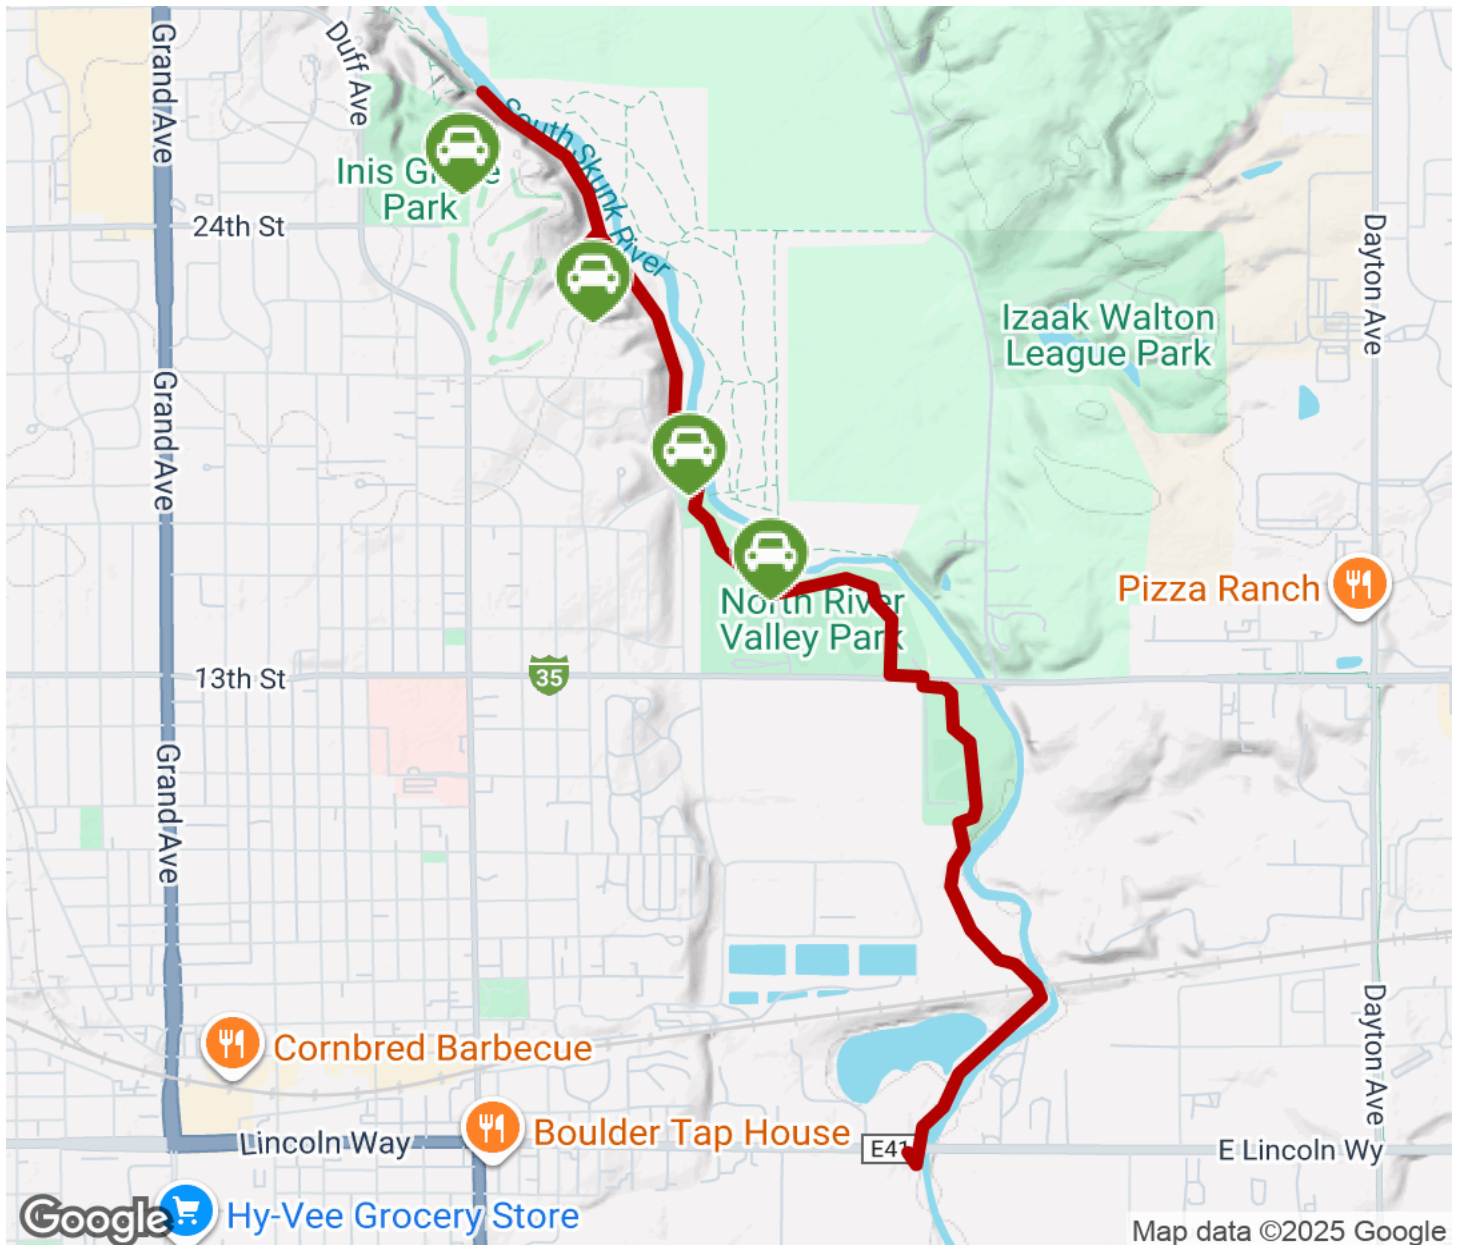 Grand Ave
Duff Ave
South Skunk River
Inis Grove
Park
24th St
Dayton Ave
Izaak Walton
League Park
Grand Ave
Pizza Ranch
North River
Valley Park
13th St
35
Grand Ave
Dayton Ave
Cornbred Barbecue
Boulder Tap House
Lincoln Way
E41
E Lincoln Wy
Google
Hy-Vee Grocery Store
Map data ©2025 Google